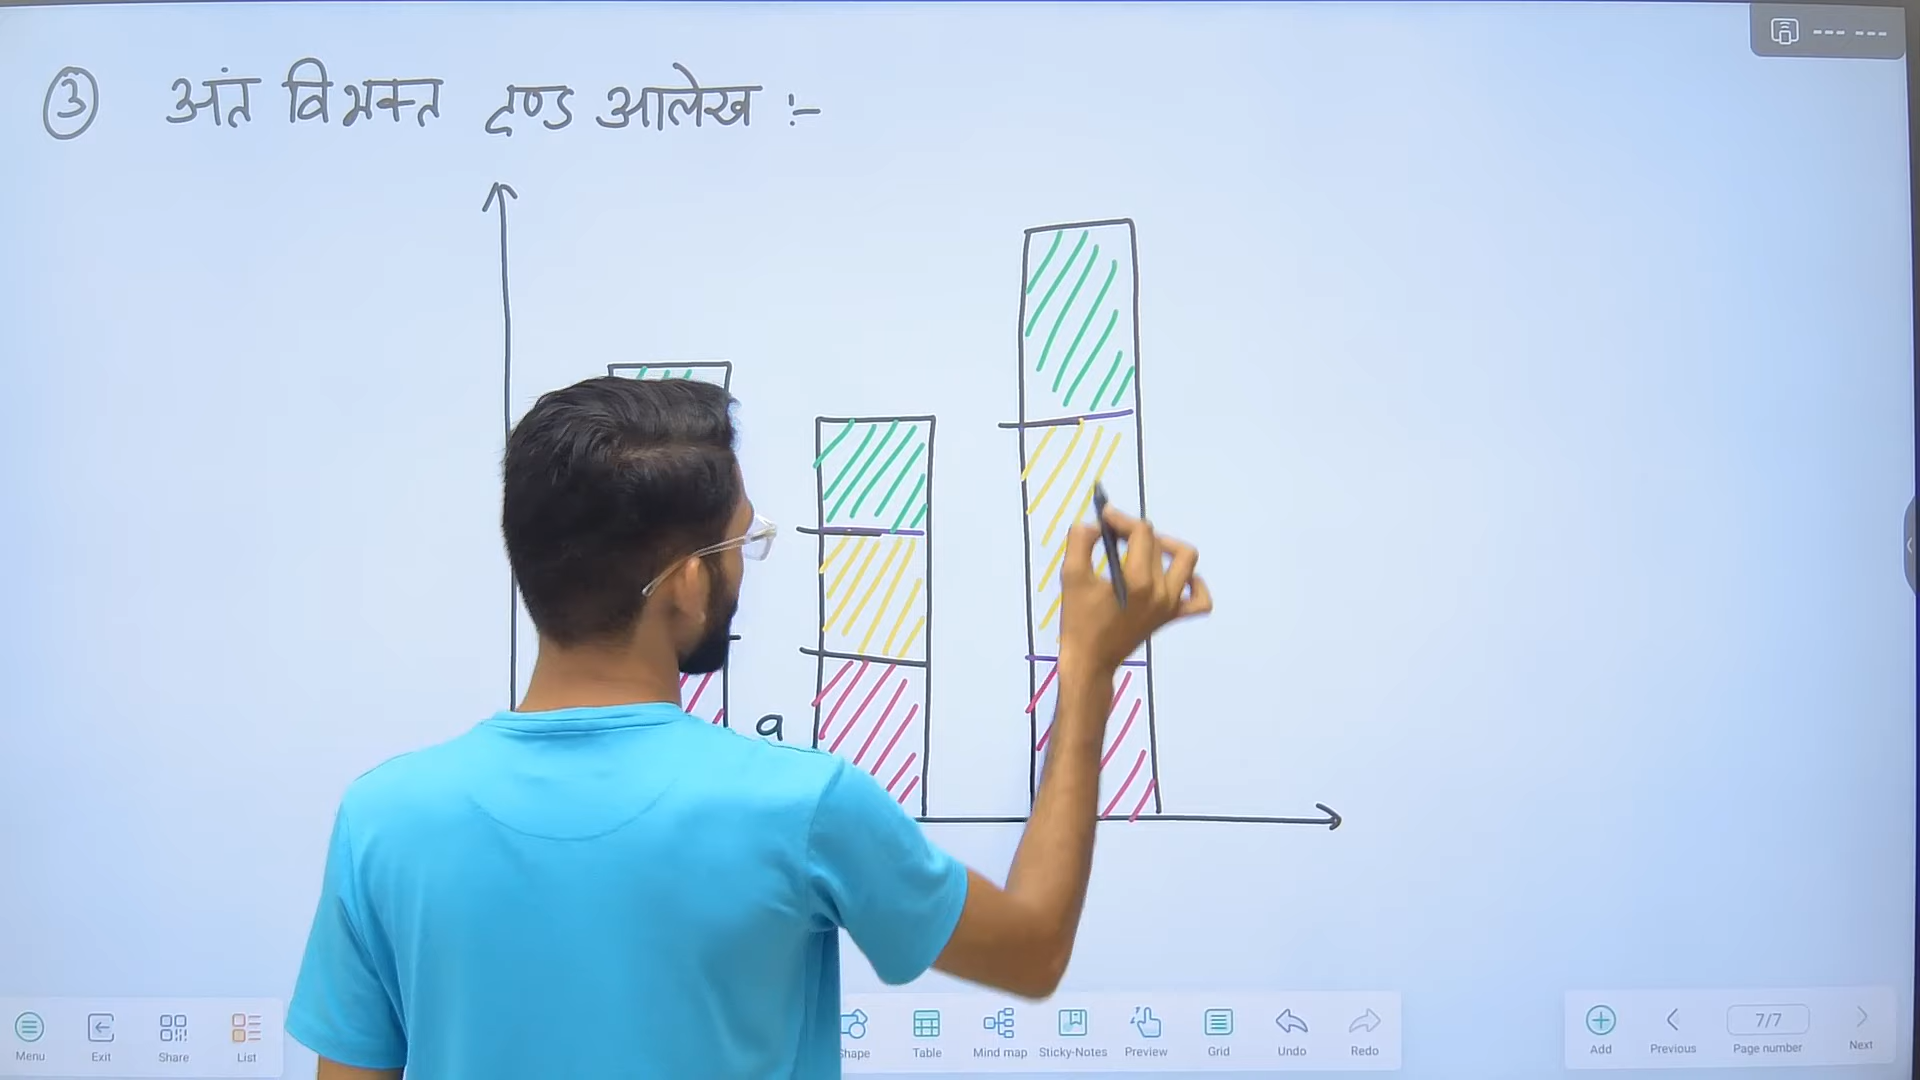 ③ अंत विभक्त दण्ड आलेख :-
a
Menu Exit Share List Shape Table Mind map Sticky-Notes Preview Grid Undo Redo Add Previous 7/7 Page number Next